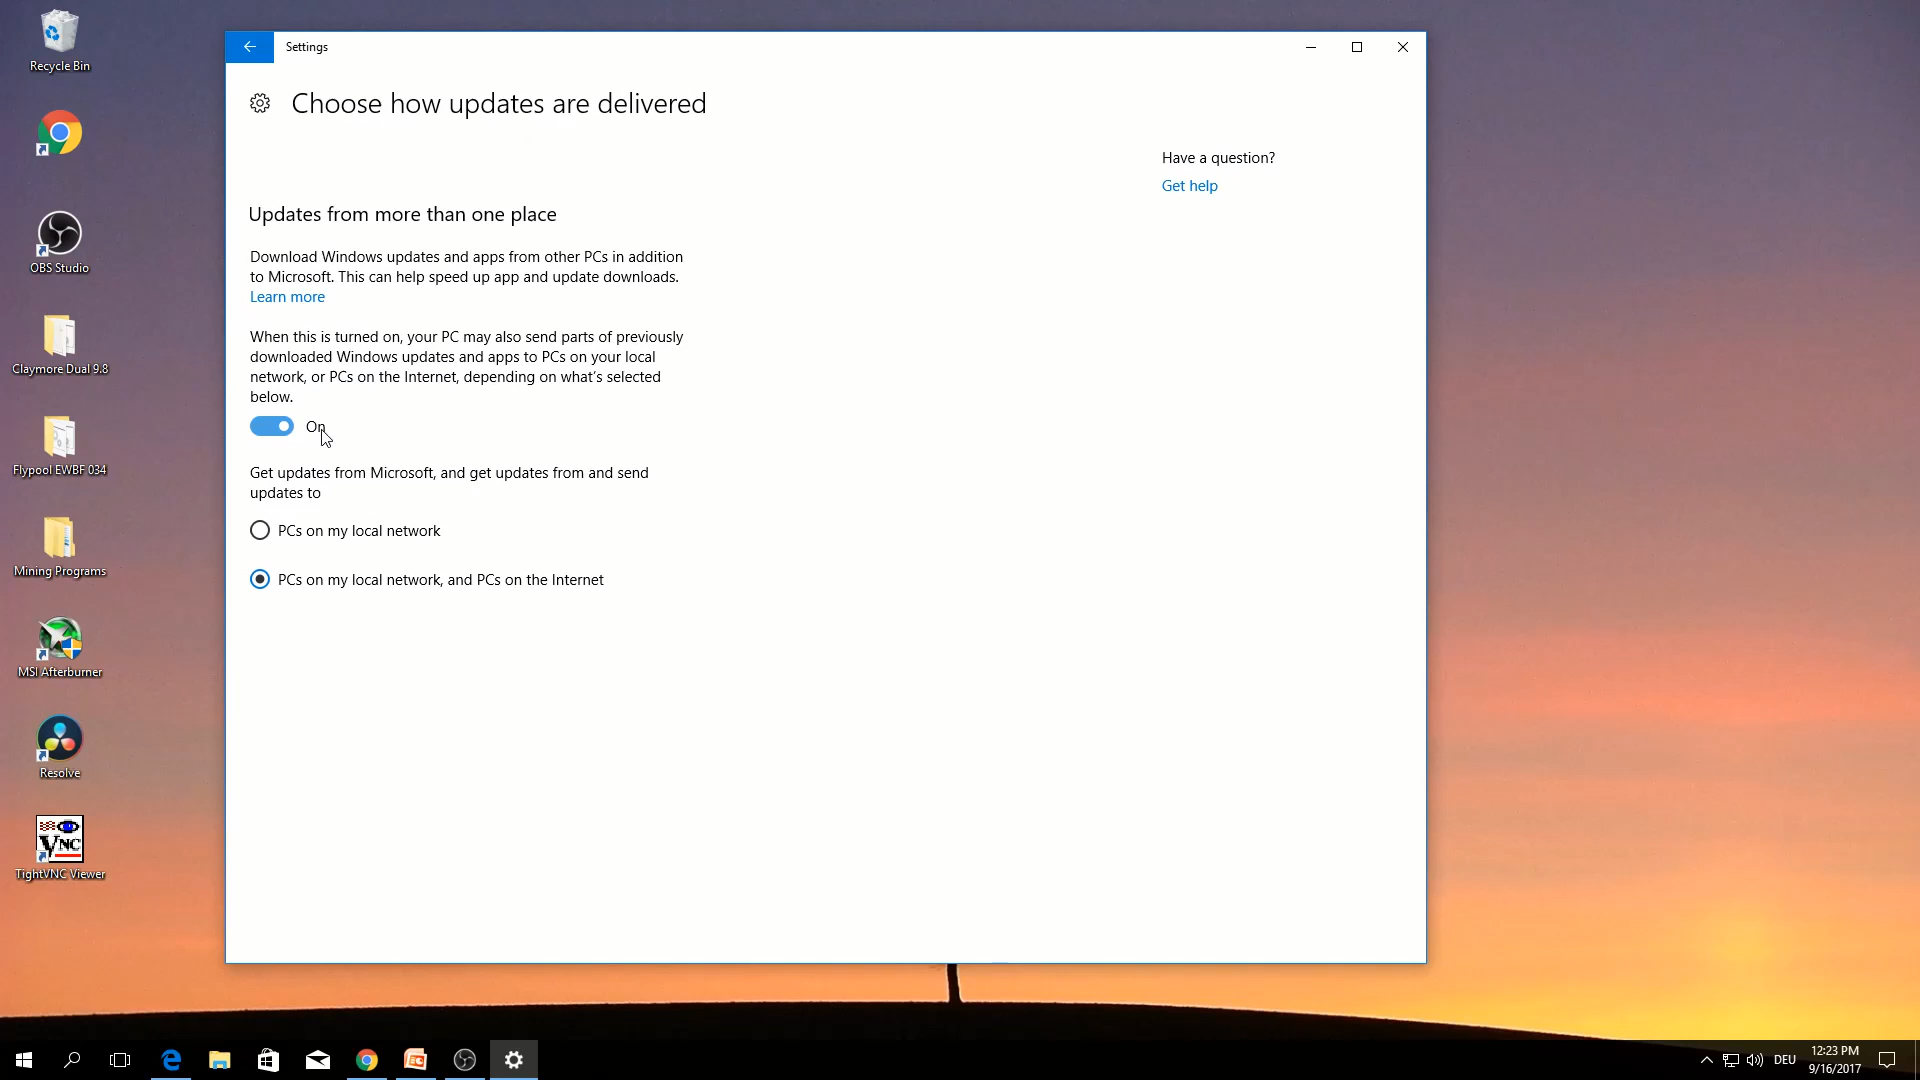 Recycle Bin
OBS Studio
Claymore Dual 9.8
Flypool EWBF 034
Mining Programs
MSI Afterburner
Resolve
VNC
TightVNC Viewer
Settings
Choose how updates are delivered
Have a question?
Get help
Updates from more than one place
Download Windows updates and apps from other PCs in addition
to Microsoft. This can help speed up app and update downloads.
Learn more
When this is turned on, your PC may also send parts of previously
downloaded Windows updates and apps to PCs on your local
network, or PCs on the Internet, depending on what's selected
below.
On
Get updates from Microsoft, and get updates from and send
updates to
PCs on my local network
PCs on my local network, and PCs on the Internet
DEU
12:23 PM
9/16/2017